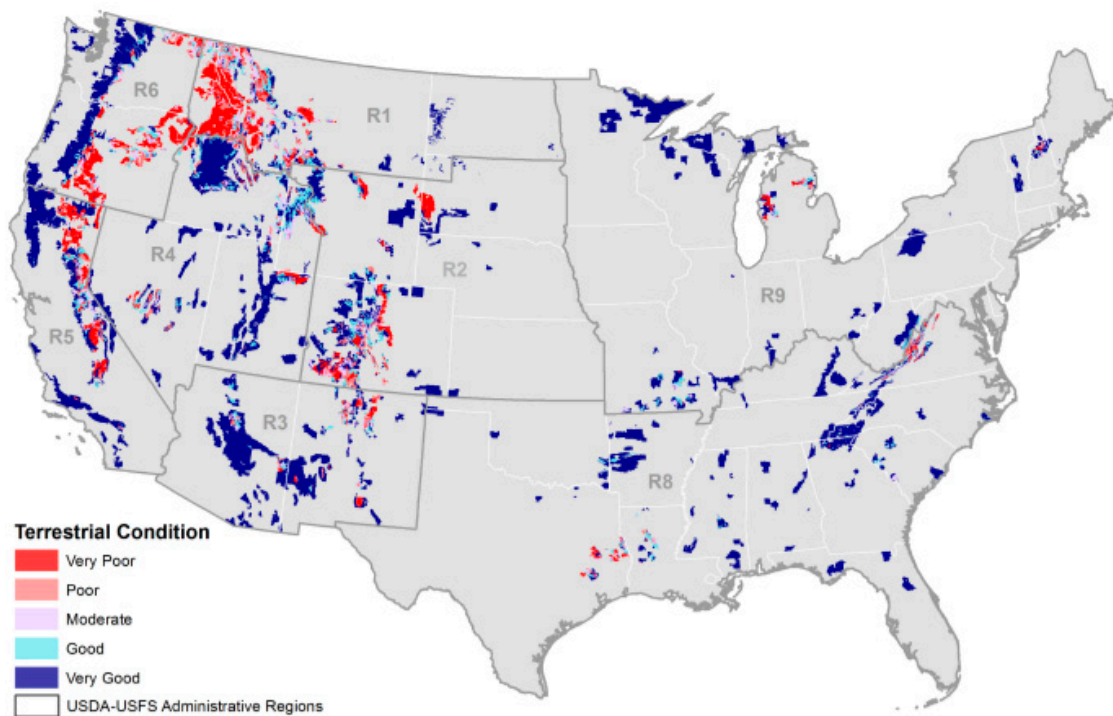 R6
R1
R4
R2
R9
R5
R3
R8
Terrestrial Condition
Very Poor
Poor
Moderate
Good
Very Good
USDA-USFS Administrative Regions